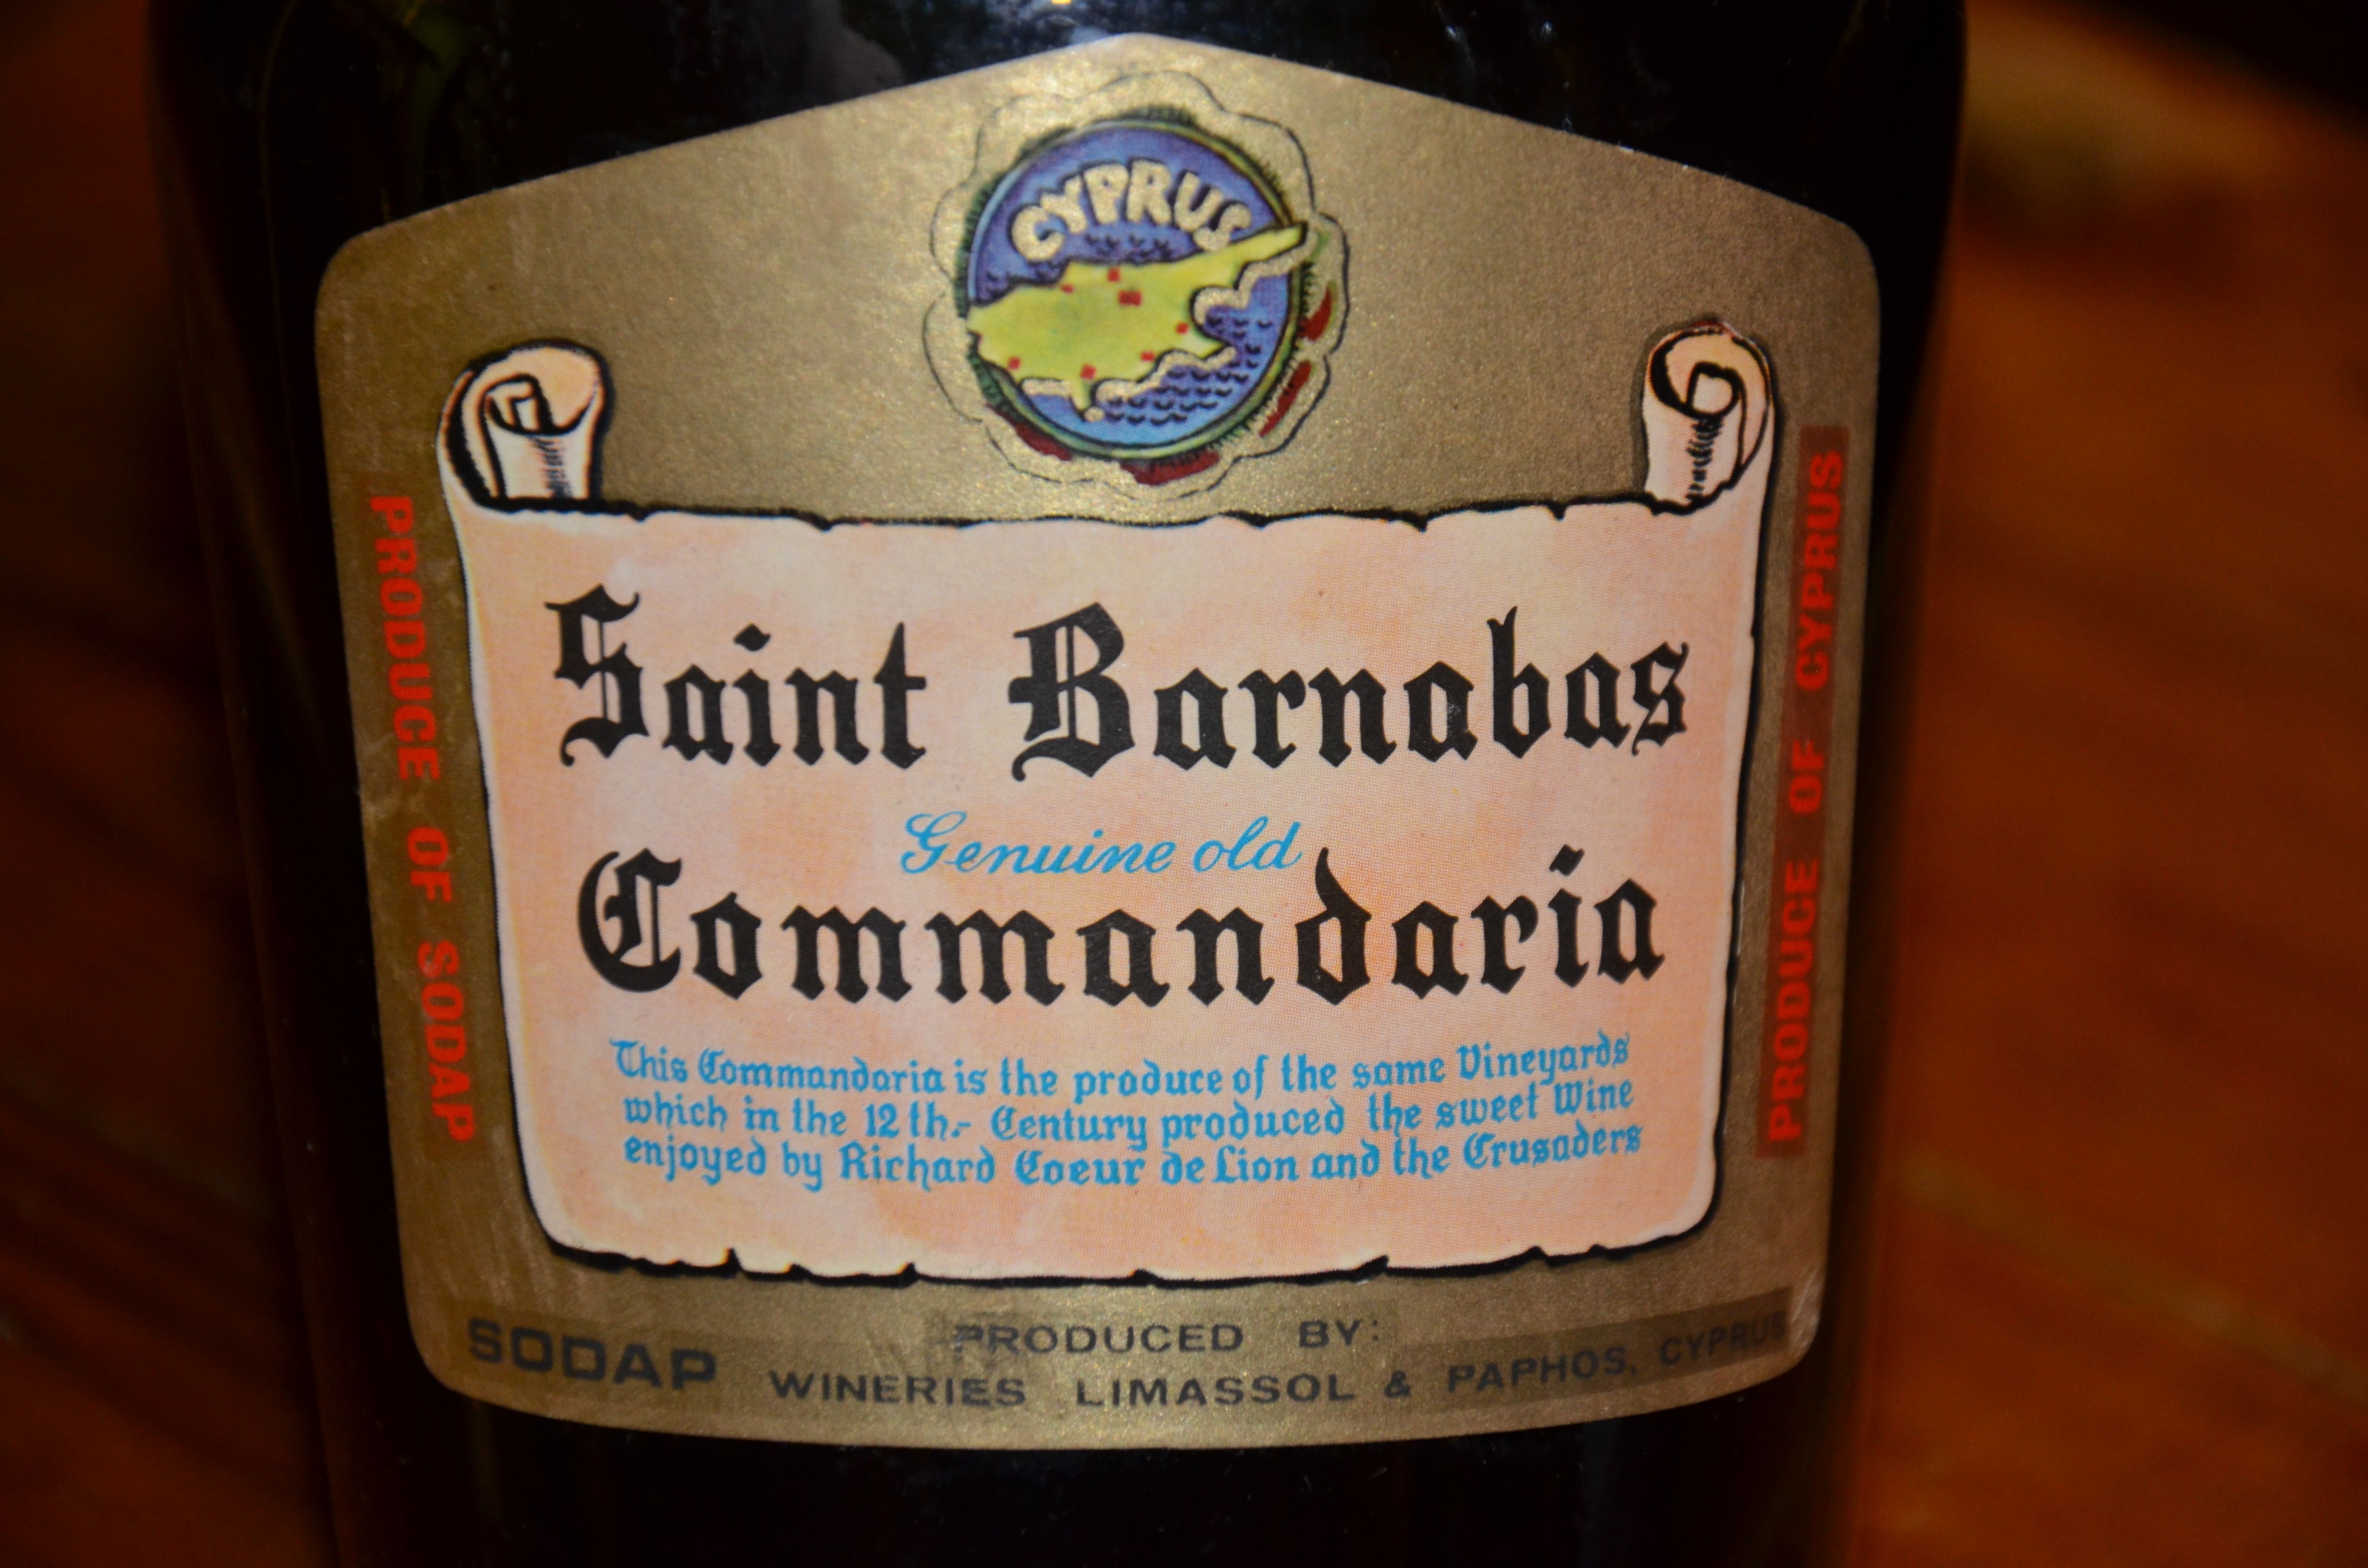 CYPRUS
PRODUCE OF SODAP
PRODUCE OF CYPRUS
Saint Barnabas
Genuine old
Commandaria
This Commandaria is the produce of the same Vineyards
which in the 12th.- Century produced the sweet Wine
enjoyed by Richard Coeur de Lion and the Crusaders
PRODUCED BY:
SODAP WINERIES LIMASSOL & PAPHOS, CYPRUS